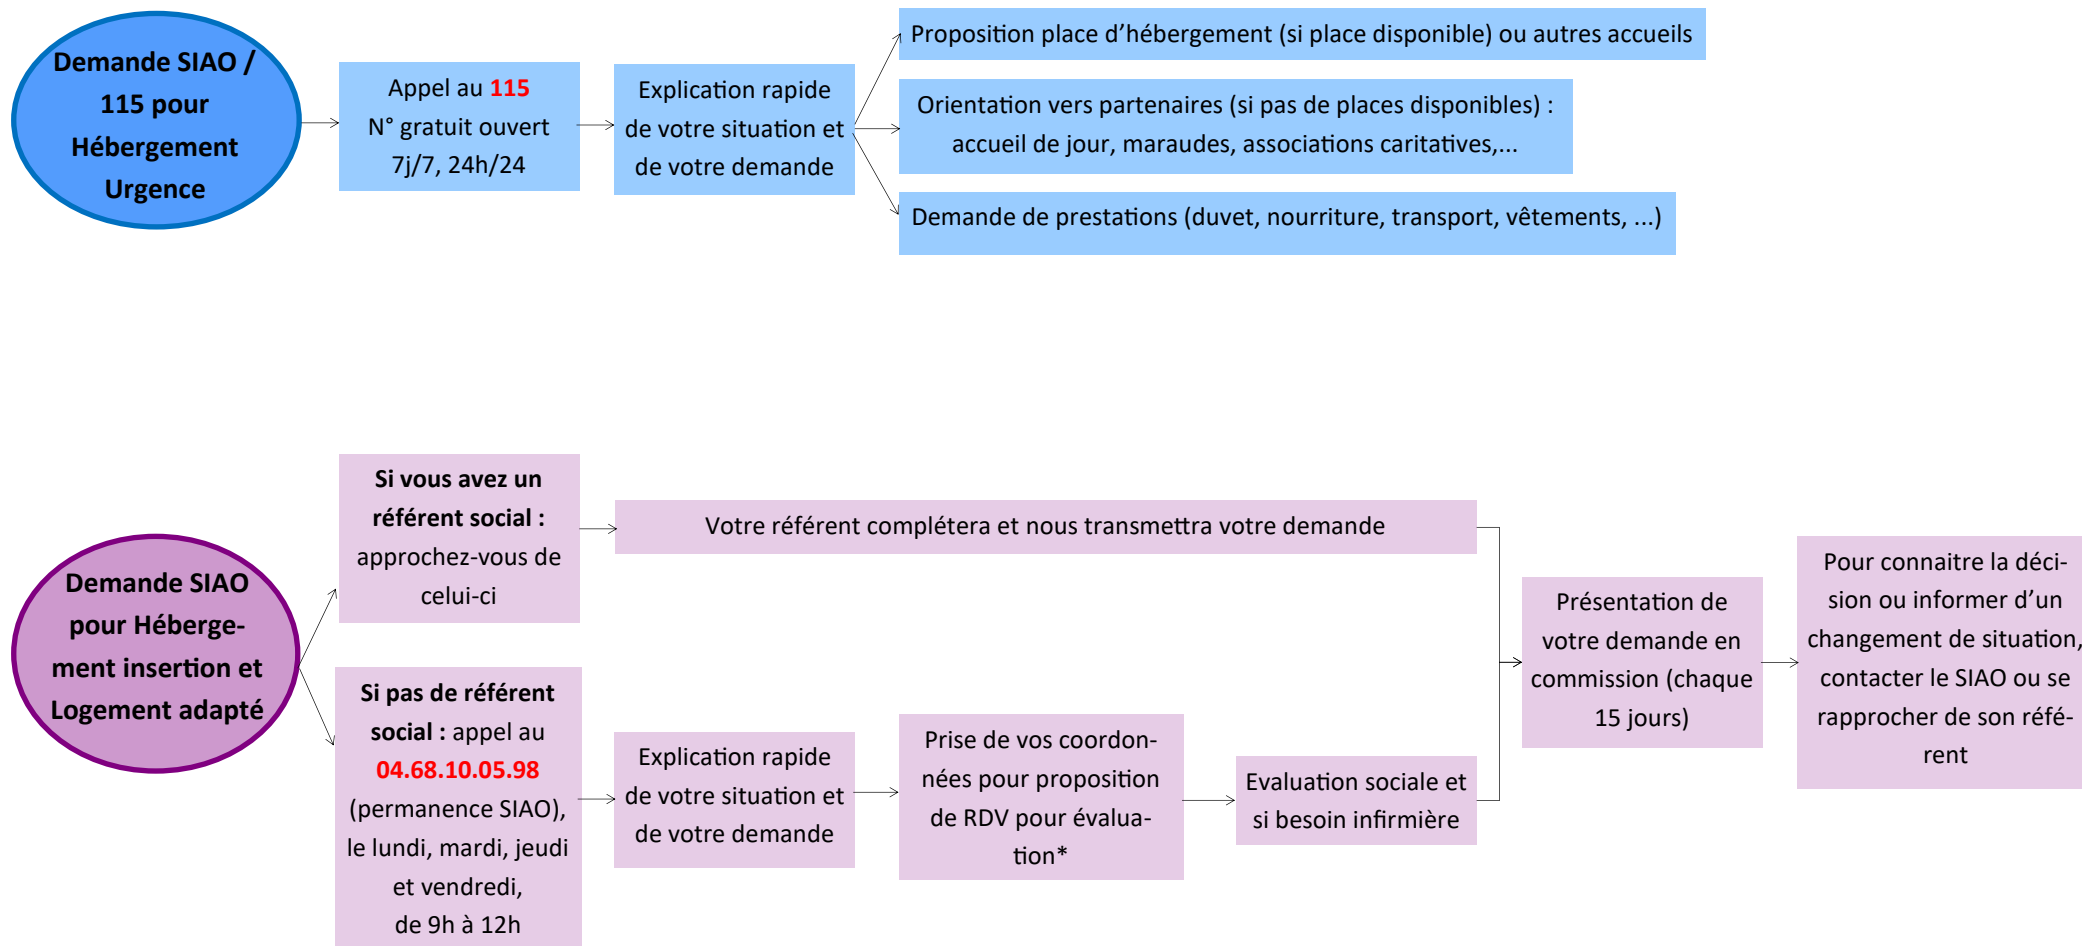 Demande SIAO /
115 pour
Hébergement
Urgence
Appel au 115
N° gratuit ouvert
7j/7, 24h/24
Explication rapide
de votre situation et
de votre demande
Proposition place d’hébergement (si place disponible) ou autres accueils
Orientation vers partenaires (si pas de places disponibles) :
accueil de jour, maraudes, associations caritatives,...
Demande de prestations (duvet, nourriture, transport, vêtements, ...)
Demande SIAO
pour Héberge-
ment insertion et
Logement adapté
Si vous avez un
référent social :
approchez-vous de
celui-ci
Votre référent complétera et nous transmettra votre demande
Si pas de référent
social : appel au
04.68.10.05.98
(permanence SIAO),
le lundi, mardi, jeudi
et vendredi,
de 9h à 12h
Explication rapide
de votre situation et
de votre demande
Prise de vos coordon-
nées pour proposition
de RDV pour évalua-
tion*
Evaluation sociale et
si besoin infirmière
Présentation de
votre demande en
commission (chaque
15 jours)
Pour connaitre la déci-
sion ou informer d’un
changement de situation,
contacter le SIAO ou se
rapprocher de son réfé-
rent